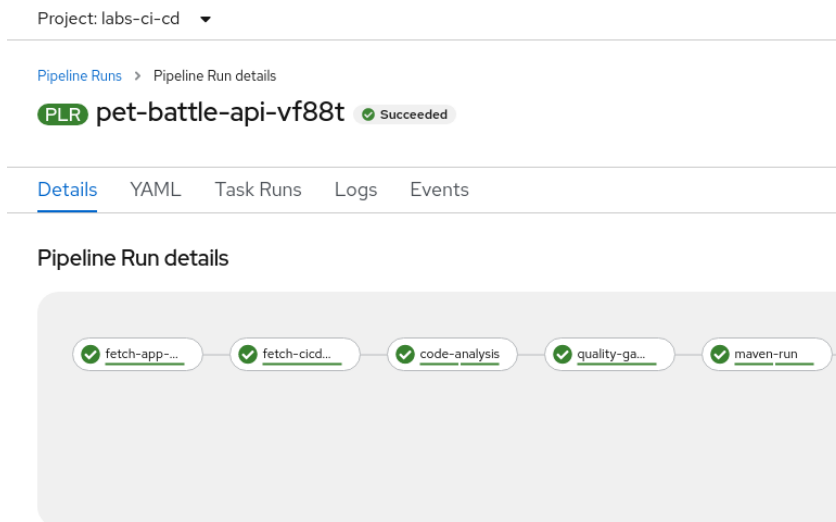 Project: labs-ci-cd
Pipeline Runs > Pipeline Run details
PLR pet-battle-api-vf88t Succeeded
Details YAML Task Runs Logs Events
Pipeline Run details
fetch-app-... fetch-cicd... code-analysis quality-ga... maven-run